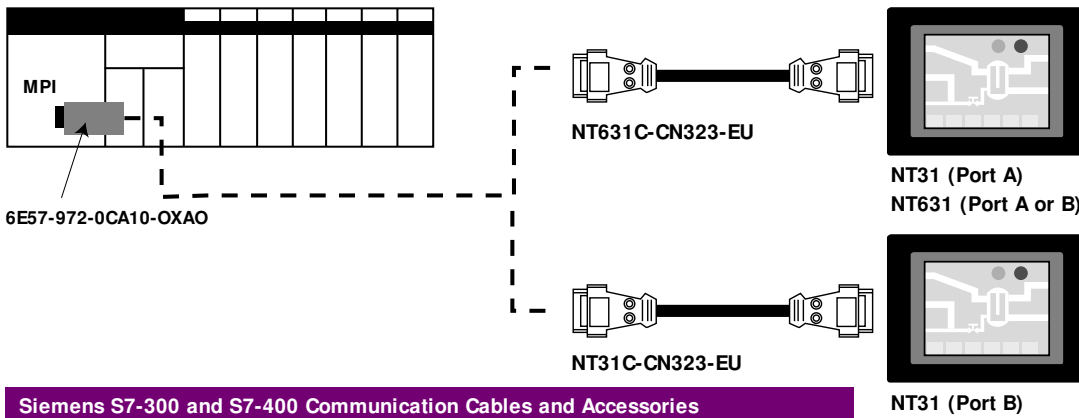 MPI
6E57-972-0CA10-OXAO
NT631C-CN323-EU
NT31 (Port A)
NT631 (Port A or B)
NT31C-CN323-EU
NT31 (Port B)
Siemens S7-300 and S7-400 Communication Cables and Accessories